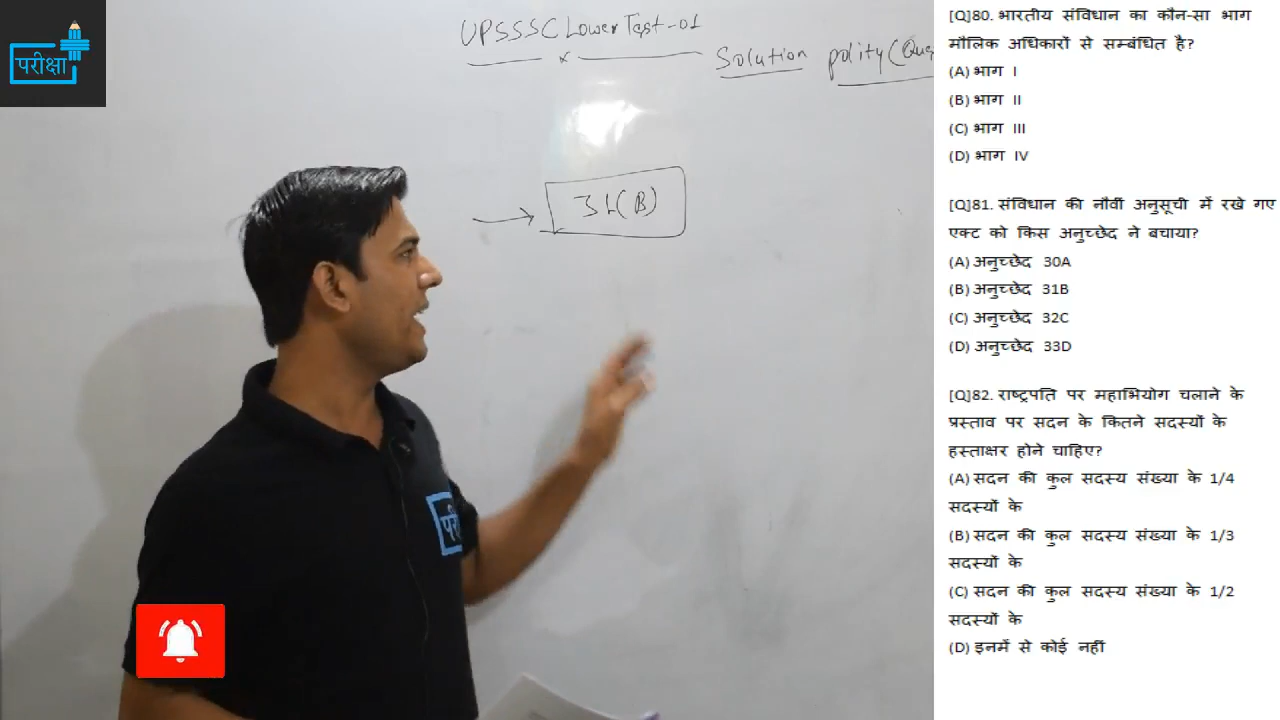 परीक्षा
UPSSSC Lower Test-01
Solution polity (Ques
31(B)
परी
[Q]80. भारतीय संविधान का कौन-सा भाग
मौलिक अधिकारों से सम्बंधित है?
(A) भाग I
(B) भाग II
(C) भाग III
(D) भाग IV
[Q]81. संविधान की नौवीं अनुसूची में रखे गए
एक्ट को किस अनुच्छेद ने बचाया?
(A) अनुच्छेद 30A
(B) अनुच्छेद 31B
(C) अनुच्छेद 32C
(D) अनुच्छेद 33D
[Q]82. राष्ट्रपति पर महाभियोग चलाने के
प्रस्ताव पर सदन के कितने सदस्यों के
हस्ताक्षर होने चाहिए?
(A) सदन की कुल सदस्य संख्या के 1/4
सदस्यों के
(B) सदन की कुल सदस्य संख्या के 1/3
सदस्यों के
(C) सदन की कुल सदस्य संख्या के 1/2
सदस्यों के
(D) इनमें से कोई नहीं